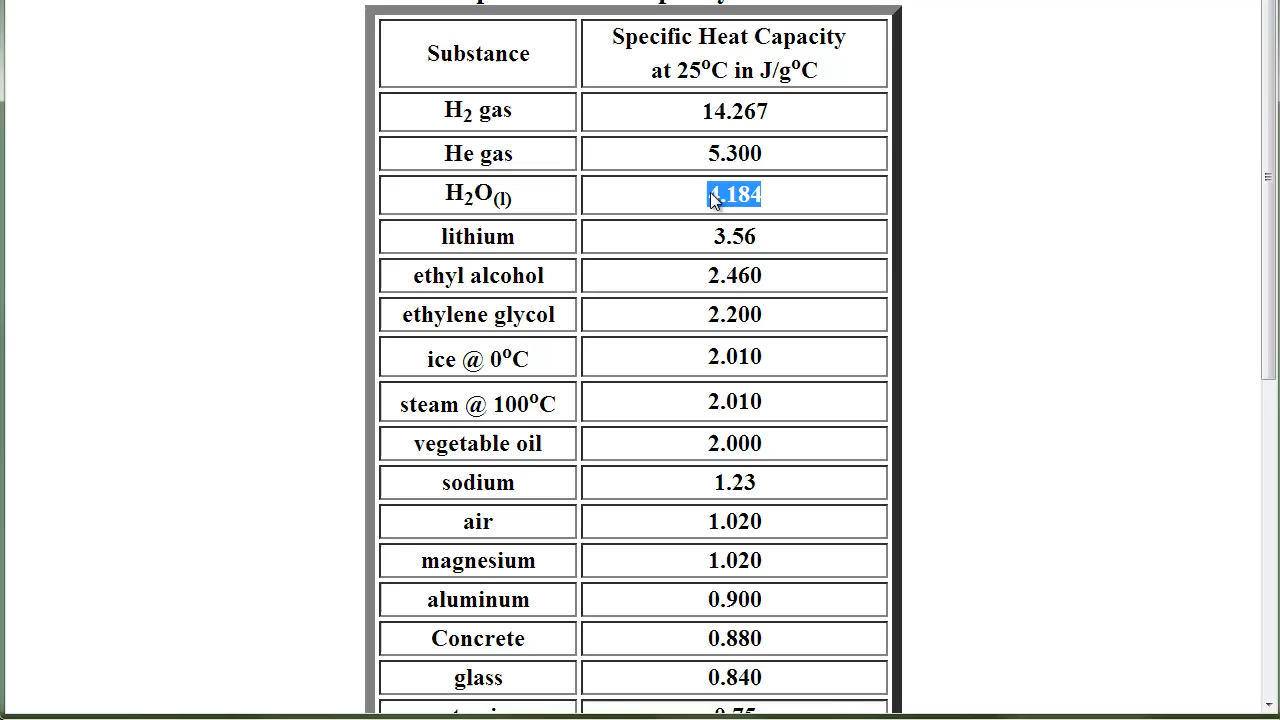 Substance
Specific Heat Capacity
at 25°C in J/g°C
H₂ gas 14.267
He gas 5.300
H₂O₍l₎ 4.184
lithium 3.56
ethyl alcohol 2.460
ethylene glycol 2.200
ice @ 0°C 2.010
steam @ 100°C 2.010
vegetable oil 2.000
sodium 1.23
air 1.020
magnesium 1.020
aluminum 0.900
Concrete 0.880
glass 0.840